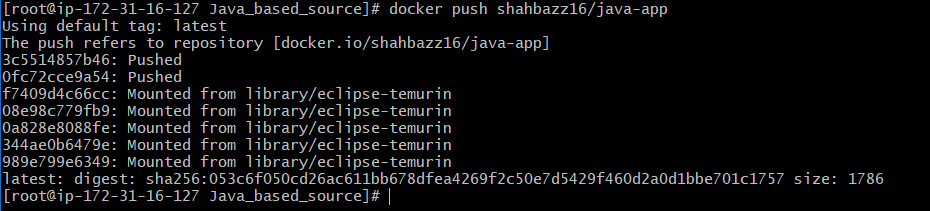 [root@ip-172-31-16-127 Java_based_source]# docker push shahbazz16/java-app
Using default tag: latest
The push refers to repository [docker.io/shahbazz16/java-app]
3c5514857b46: Pushed
0fc72cce9a54: Pushed
f7409d4c66cc: Mounted from library/eclipse-temurin
08e98c779fb9: Mounted from library/eclipse-temurin
0a828e8088fe: Mounted from library/eclipse-temurin
344ae0b6479e: Mounted from library/eclipse-temurin
989e799e6349: Mounted from library/eclipse-temurin
latest: digest: sha256:053c6f050cd26ac611bb678dfea4269f2c50e7d5429f460d2a0d1bbe701c1757 size: 1786
[root@ip-172-31-16-127 Java_based_source]#